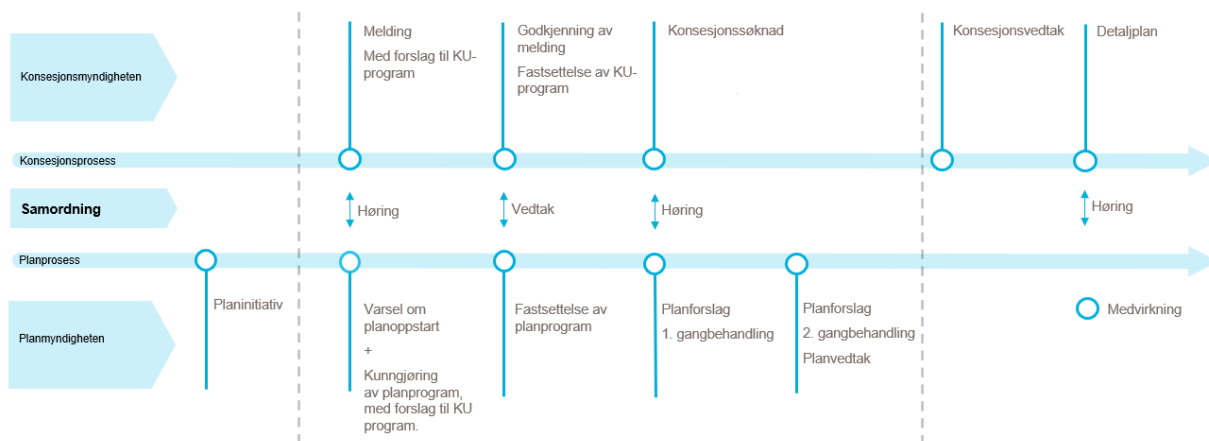 Konsesjonsmyndigheten
Melding
Med forslag til KU-
program
Godkjenning av
melding
Fastsettelse av KU-
program
Konsesjonssøknad
Konsesjonsvedtak
Detaljplan
Konsesjonsprosess
Samordning
Høring
Vedtak
Høring
Høring
Planprosess
Planmyndigheten
Planinitiativ
Varsel om
planoppstart
+
Kunngjøring
av planprogram,
med forslag til KU
program.
Fastsettelse av
planprogram
Planforslag
1. gangbehandling
Planforslag
2. gangbehandling
Planvedtak
Medvirkning